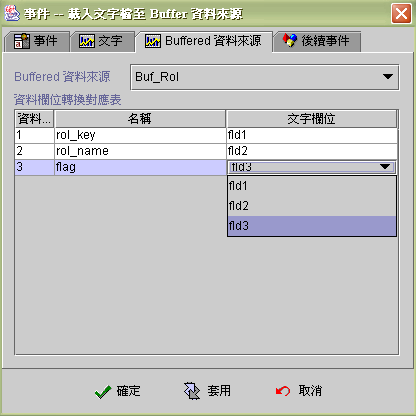 事件 -- 載入文字檔至 Buffer 資料來源
事件 文字 Buffered 資料來源 後續事件
Buffered 資料來源 Buf_Rol
資料欄位轉換對應表
資料... 名稱 文字欄位
1 rol_key fld1
2 rol_name fld2
3 flag fld3
fld1
fld2
fld3
確定 套用 取消